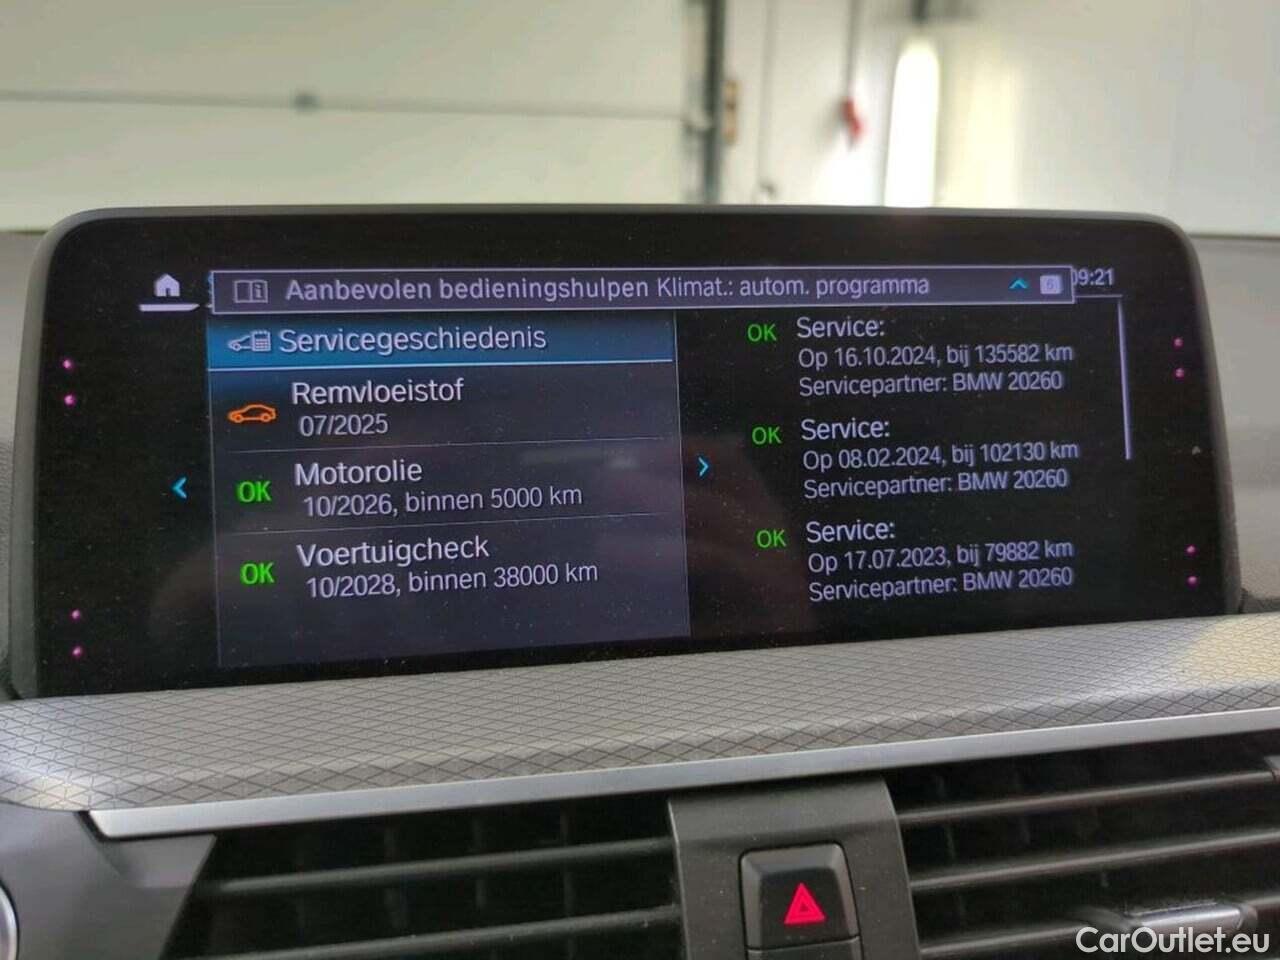 Aanbevolen bedieningshulpen Klimat.: autom. programma
6
09:21
Servicegeschiedenis
Remvloeistof
07/2025
OK Motorolie
10/2026, binnen 5000 km
OK Voertuigcheck
10/2028, binnen 38000 km
OK Service:
Op 16.10.2024, bij 135582 km
Servicepartner: BMW 20260
OK Service:
Op 08.02.2024, bij 102130 km
Servicepartner: BMW 20260
OK Service:
Op 17.07.2023, bij 79882 km
Servicepartner: BMW 20260
CarOutlet.eu